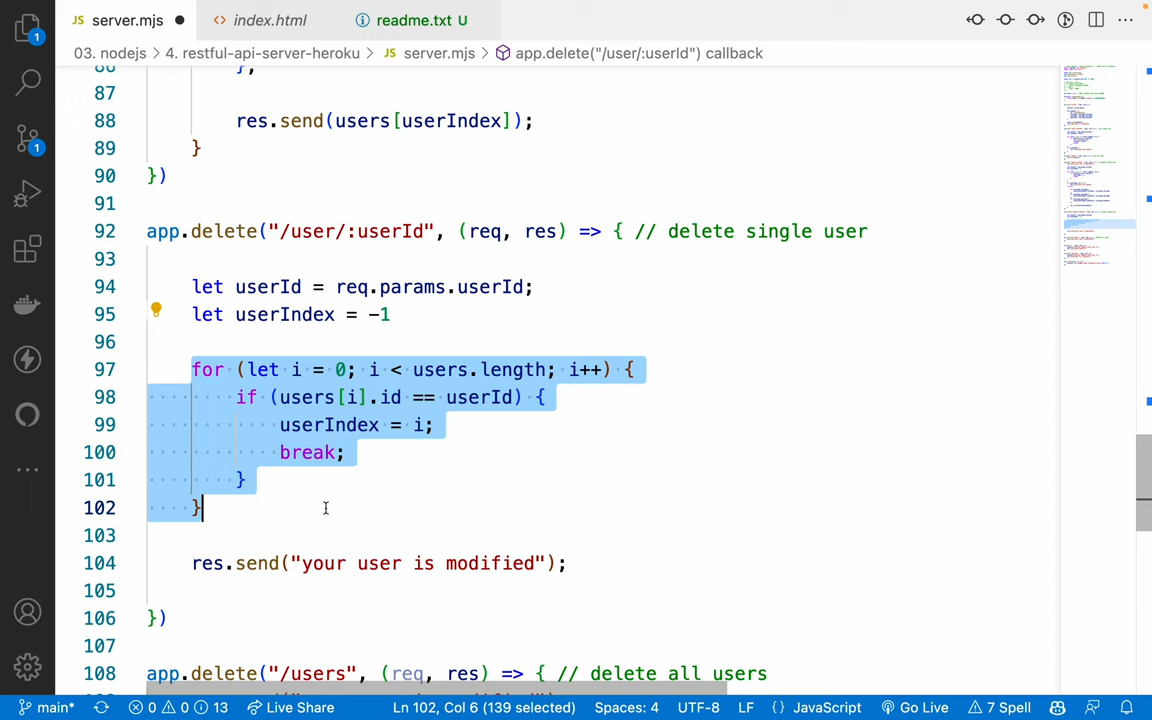 JS server.mjs ●
<> index.html
readme.txt U
1
03. nodejs > 4. restful-api-server-heroku > JS server.mjs > app.delete("/user/:userId") callback
86 },
87
88 res.send(users[userIndex]);
89 }
90 })
91
92 app.delete("/user/:userId", (req, res) => { // delete single user
93
94 let userId = req.params.userId;
95 let userIndex = -1
96
97 for (let i = 0; i < users.length; i++) {
98 if (users[i].id == userId) {
99 userIndex = i;
100 break;
101 }
102 }
103
104 res.send("your user is modified");
105
106 })
107
108 app.delete("/users", (req, res) => { // delete all users
1
main* 0 0 13 Live Share Ln 102, Col 6 (139 selected) Spaces: 4 UTF-8 LF {} JavaScript Go Live 7 Spell